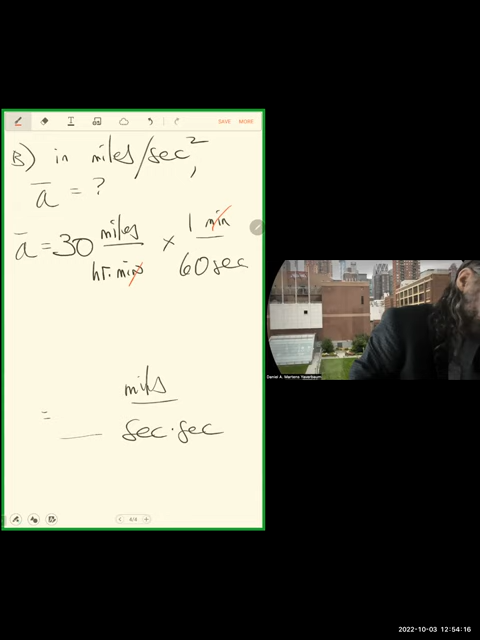 SAVE MORE
B) in miles/sec²,
a̅ = ?
a̅ = 30 miles/hr·min × 1 min/60 sec
= __ miles/sec·sec
4/4
Daniel A. Martens Yaverbaum
2022-10-03 12:54:16